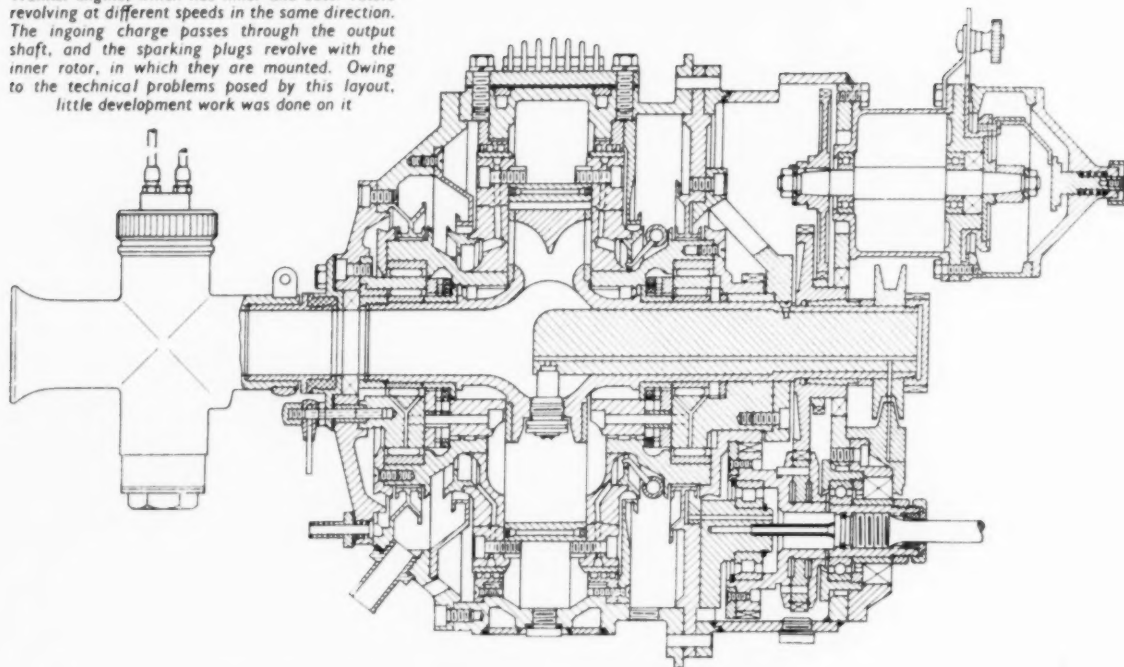 revolving at different speeds in the same direction.
The ingoing charge passes through the output
shaft, and the sparking plugs revolve with the
inner rotor, in which they are mounted. Owing
to the technical problems posed by this layout,
little development work was done on it